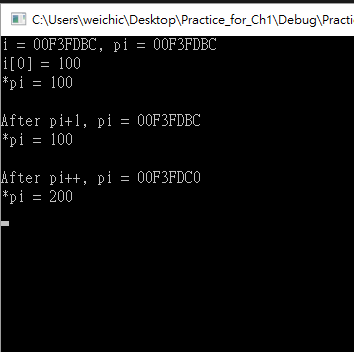 C:\Users\weichic\Desktop\Practice_for_Ch1\Debug\Practi
i = 00F3FDBC, pi = 00F3FDBC
i[0] = 100
*pi = 100
After pi+1, pi = 00F3FDBC
*pi = 100
After pi++, pi = 00F3FDC0
*pi = 200